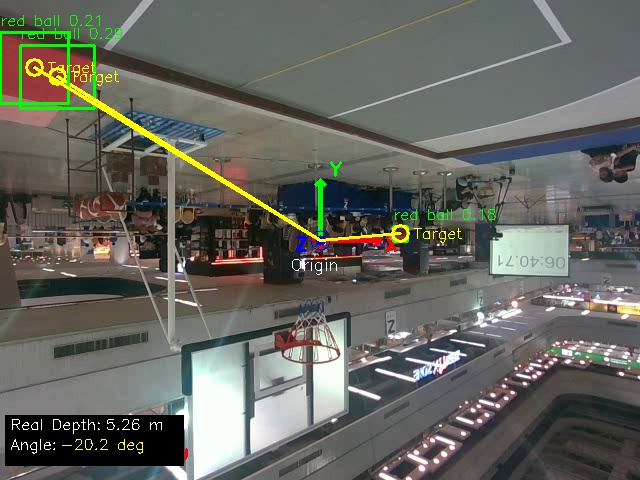 red ball 0.21
red ball 0.29
Target
Target
Y
red ball 0.18
Target
Z
X
Origin
06:40.71
Z
Real Depth: 5.26 m
Angle: −20.2 deg